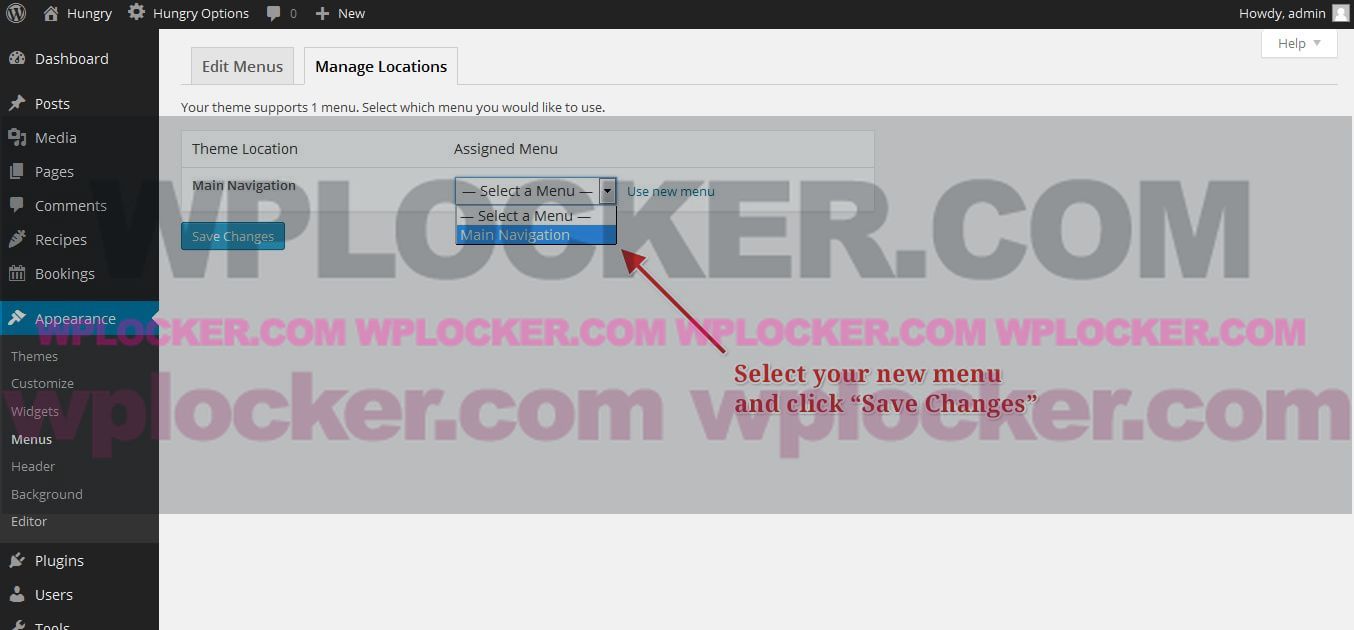 Hungry Hungry Options 0 New Howdy, admin
Help
Dashboard
Posts
Media
Pages
Comments
Recipes
Bookings
Appearance
Themes
Customize
Widgets
Menus
Header
Background
Editor
Plugins
Users
Tools
Edit Menus Manage Locations
Your theme supports 1 menu. Select which menu you would like to use.
Theme Location Assigned Menu
Main Navigation — Select a Menu — Use new menu
— Select a Menu —
Main Navigation
Save Changes
WPLOCKER.COM
WPLOCKER.COM WPLOCKER.COM WPLOCKER.COM WPLOCKER.COM
Select your new menu
and click “Save Changes”
wplocker.com wplocker.com